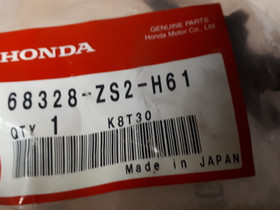 GENUINE PARTS
Honda Motor Co., Ltd.
HONDA
68328-ZS2-H61
QTY 1 K8T30
Made in JAPAN